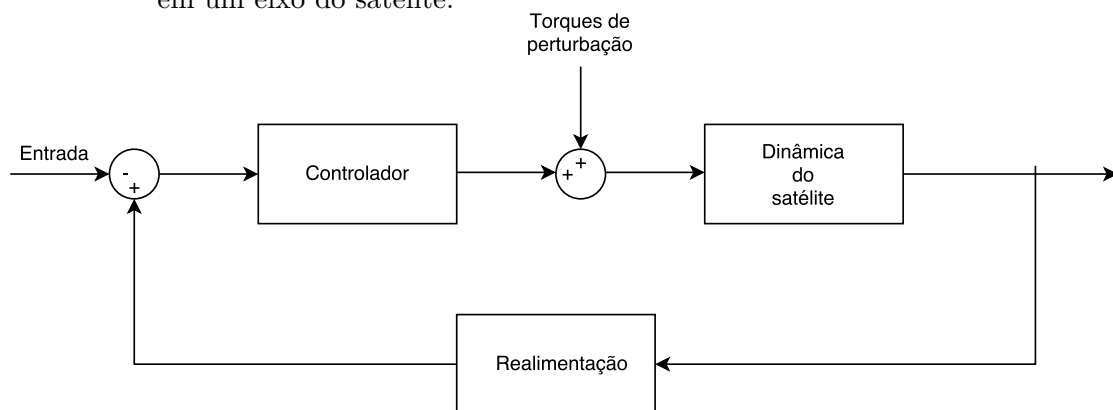 em um eixo do satélite.
Torques de
perturbação
Entrada
-
+
Controlador
+
+
Dinâmica
do
satélite
Realimentação